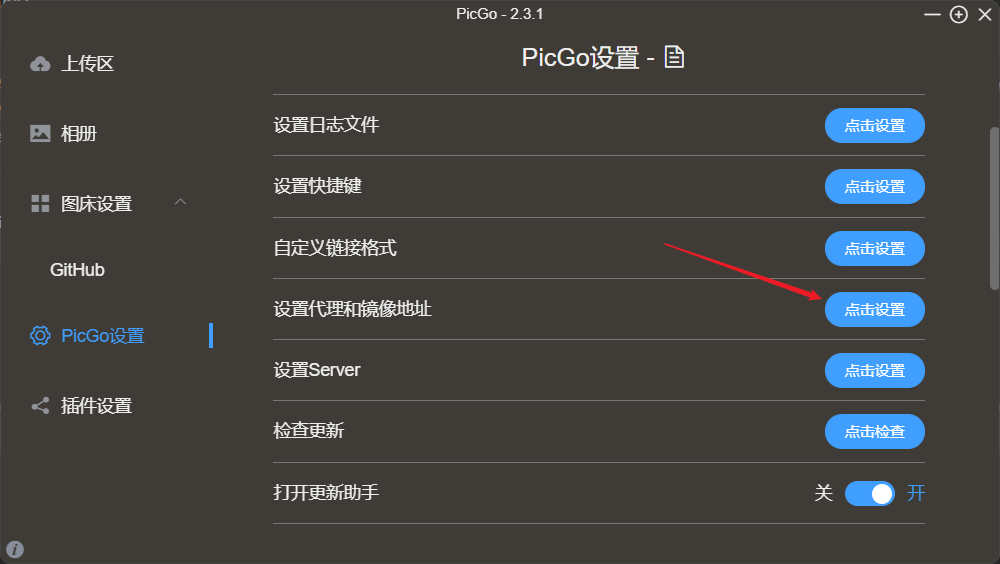 PicGo - 2.3.1
上传区
相册
图床设置
GitHub
PicGo设置
插件设置
PicGo设置 -
设置日志文件 点击设置
设置快捷键 点击设置
自定义链接格式 点击设置
设置代理和镜像地址 点击设置
设置Server 点击设置
检查更新 点击检查
打开更新助手 关 开